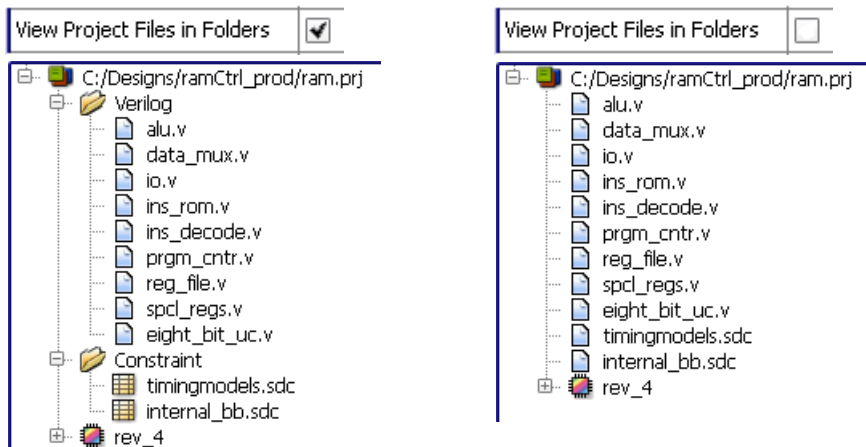 View Project Files in Folders
C:/Designs/ramCtrl_prod/ram.prj
Verilog
alu.v
data_mux.v
io.v
ins_rom.v
ins_decode.v
prgm_cntr.v
reg_file.v
spcl_regs.v
eight_bit_uc.v
Constraint
timingmodels.sdc
internal_bb.sdc
rev_4
View Project Files in Folders
C:/Designs/ramCtrl_prod/ram.prj
alu.v
data_mux.v
io.v
ins_rom.v
ins_decode.v
prgm_cntr.v
reg_file.v
spcl_regs.v
eight_bit_uc.v
timingmodels.sdc
internal_bb.sdc
rev_4